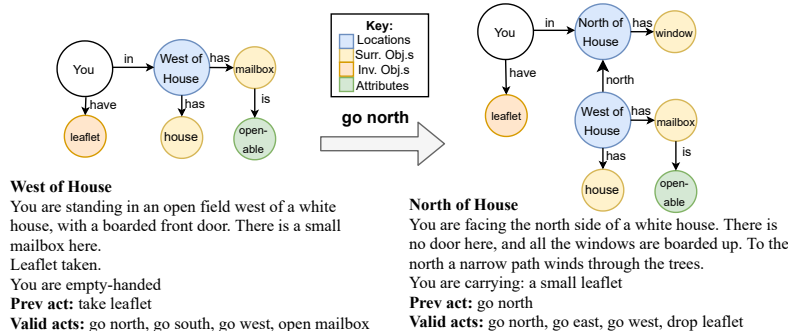 You
in
West of
House
has
mailbox
have
has
is
leaflet
house
open-
able
Key:
Locations
Surr. Obj.s
Inv. Obj.s
Attributes
go north
You
in
North of
House
has
window
have
north
leaflet
West of
House
has
mailbox
has
is
house
open-
able
West of House
You are standing in an open field west of a white
house, with a boarded front door. There is a small
mailbox here.
Leaflet taken.
You are empty-handed
Prev act: take leaflet
Valid acts: go north, go south, go west, open mailbox
North of House
You are facing the north side of a white house. There is
no door here, and all the windows are boarded up. To the
north a narrow path winds through the trees.
You are carrying: a small leaflet
Prev act: go north
Valid acts: go north, go east, go west, drop leaflet